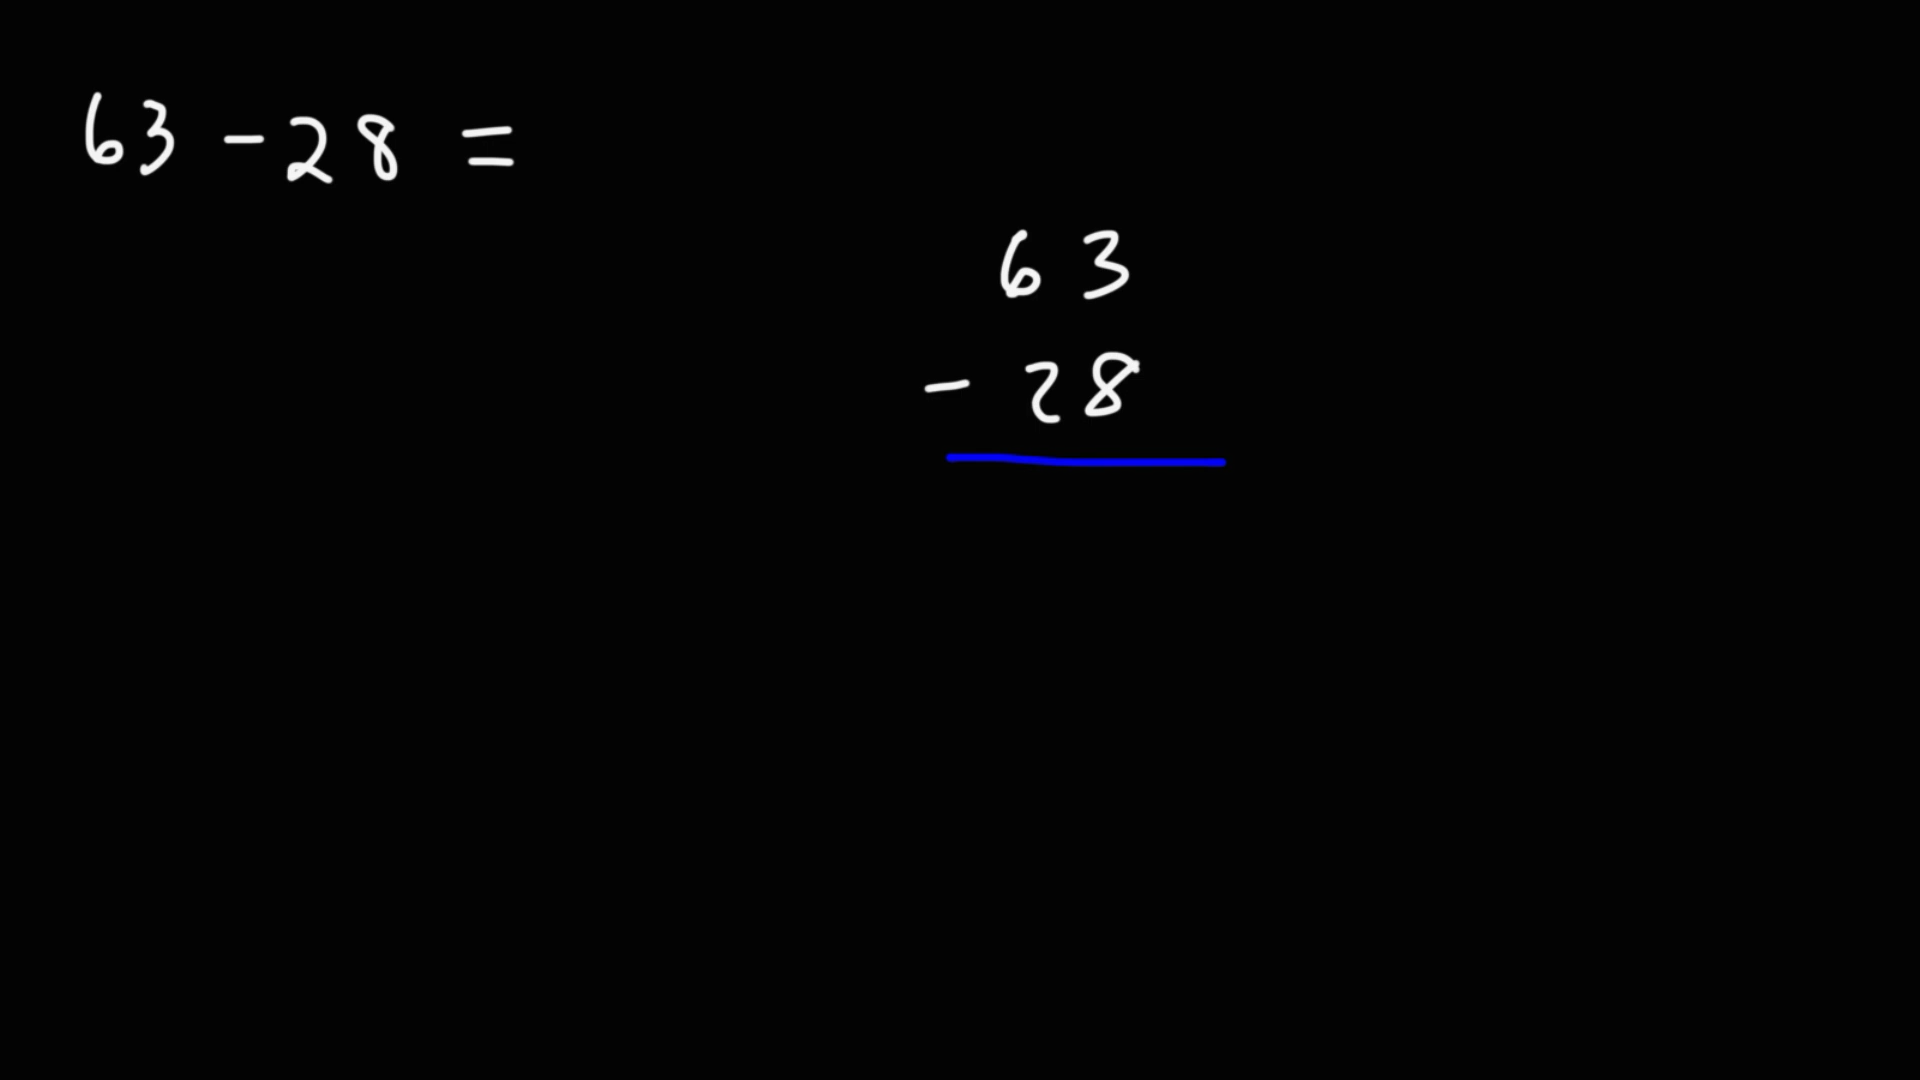 63 - 28 =
63
- 28